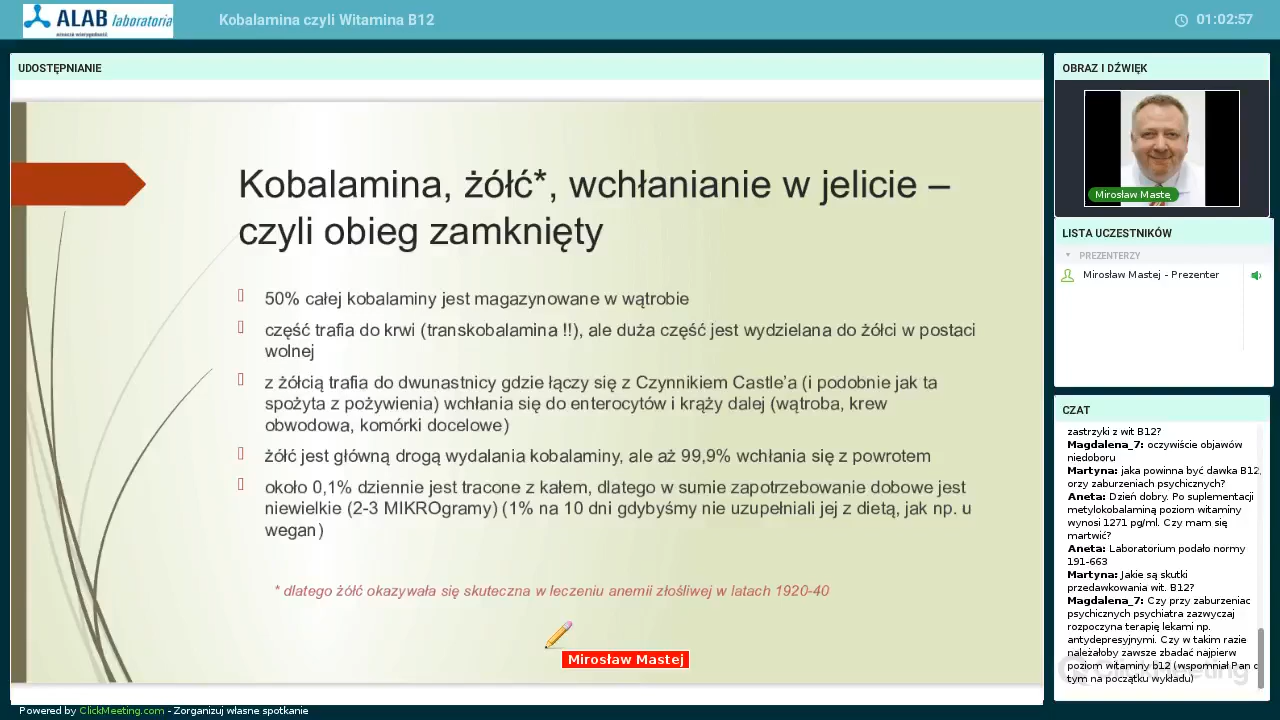 ALAB laboratoria
Kobalamina czyli Witamina B12
01:02:57
UDOSTĘPNIANIE
Kobalamina, żółć*, wchłanianie w jelicie –
czyli obieg zamknięty
50% całej kobalaminy jest magazynowane w wątrobie
część trafia do krwi (transkobalamina !!), ale duża część jest wydzielana do żółci w postaci
wolnej
z żółcią trafia do dwunastnicy gdzie łączy się z Czynnikiem Castle’a (i podobnie jak ta
spożyta z pożywienia) wchłania się do enterocytów i krąży dalej (wątroba, krew
obwodowa, komórki docelowe)
żółć jest główną drogą wydalania kobalaminy, ale aż 99,9% wchłania się z powrotem
około 0,1% dziennie jest tracone z kałem, dlatego w sumie zapotrzebowanie dobowe jest
niewielkie (2-3 MIKROgramy) (1% na 10 dni gdybyśmy nie uzupełniali jej z dietą, jak np. u
wegan)
* dlatego żółć okazywała się skuteczna w leczeniu anemii złośliwej w latach 1920-40
Mirosław Mastej
OBRAZ I DŹWIĘK
Mirosław Maste
LISTA UCZESTNIKÓW
PREZENTERZY
Mirosław Mastej - Prezenter
CZAT
zastrzyki z wit B12?
Magdalena_7: oczywiście objawów
niedoboru
Martyna: jaka powinna być dawka B12,
orzy zaburzeniach psychicznych?
Aneta: Dzień dobry. Po suplementacji
metylokobalaminą poziom witaminy
wynosi 1271 pg/ml. Czy mam się
martwić?
Aneta: Laboratorium podało normy
191-663
Martyna: Jakie są skutki
przedawkowania wit. B12?
Magdalena_7: Czy przy zaburzeniac
psychicznych psychiatra zazwyczaj
rozpoczyna terapię lekami np.
antydepresyjnymi. Czy w takim razie
należałoby zawsze zbadać najpierw
poziom witaminy b12 (wspomniał Pan o
tym na początku wykładu)
Powered by ClickMeeting.com - Zorganizuj własne spotkanie